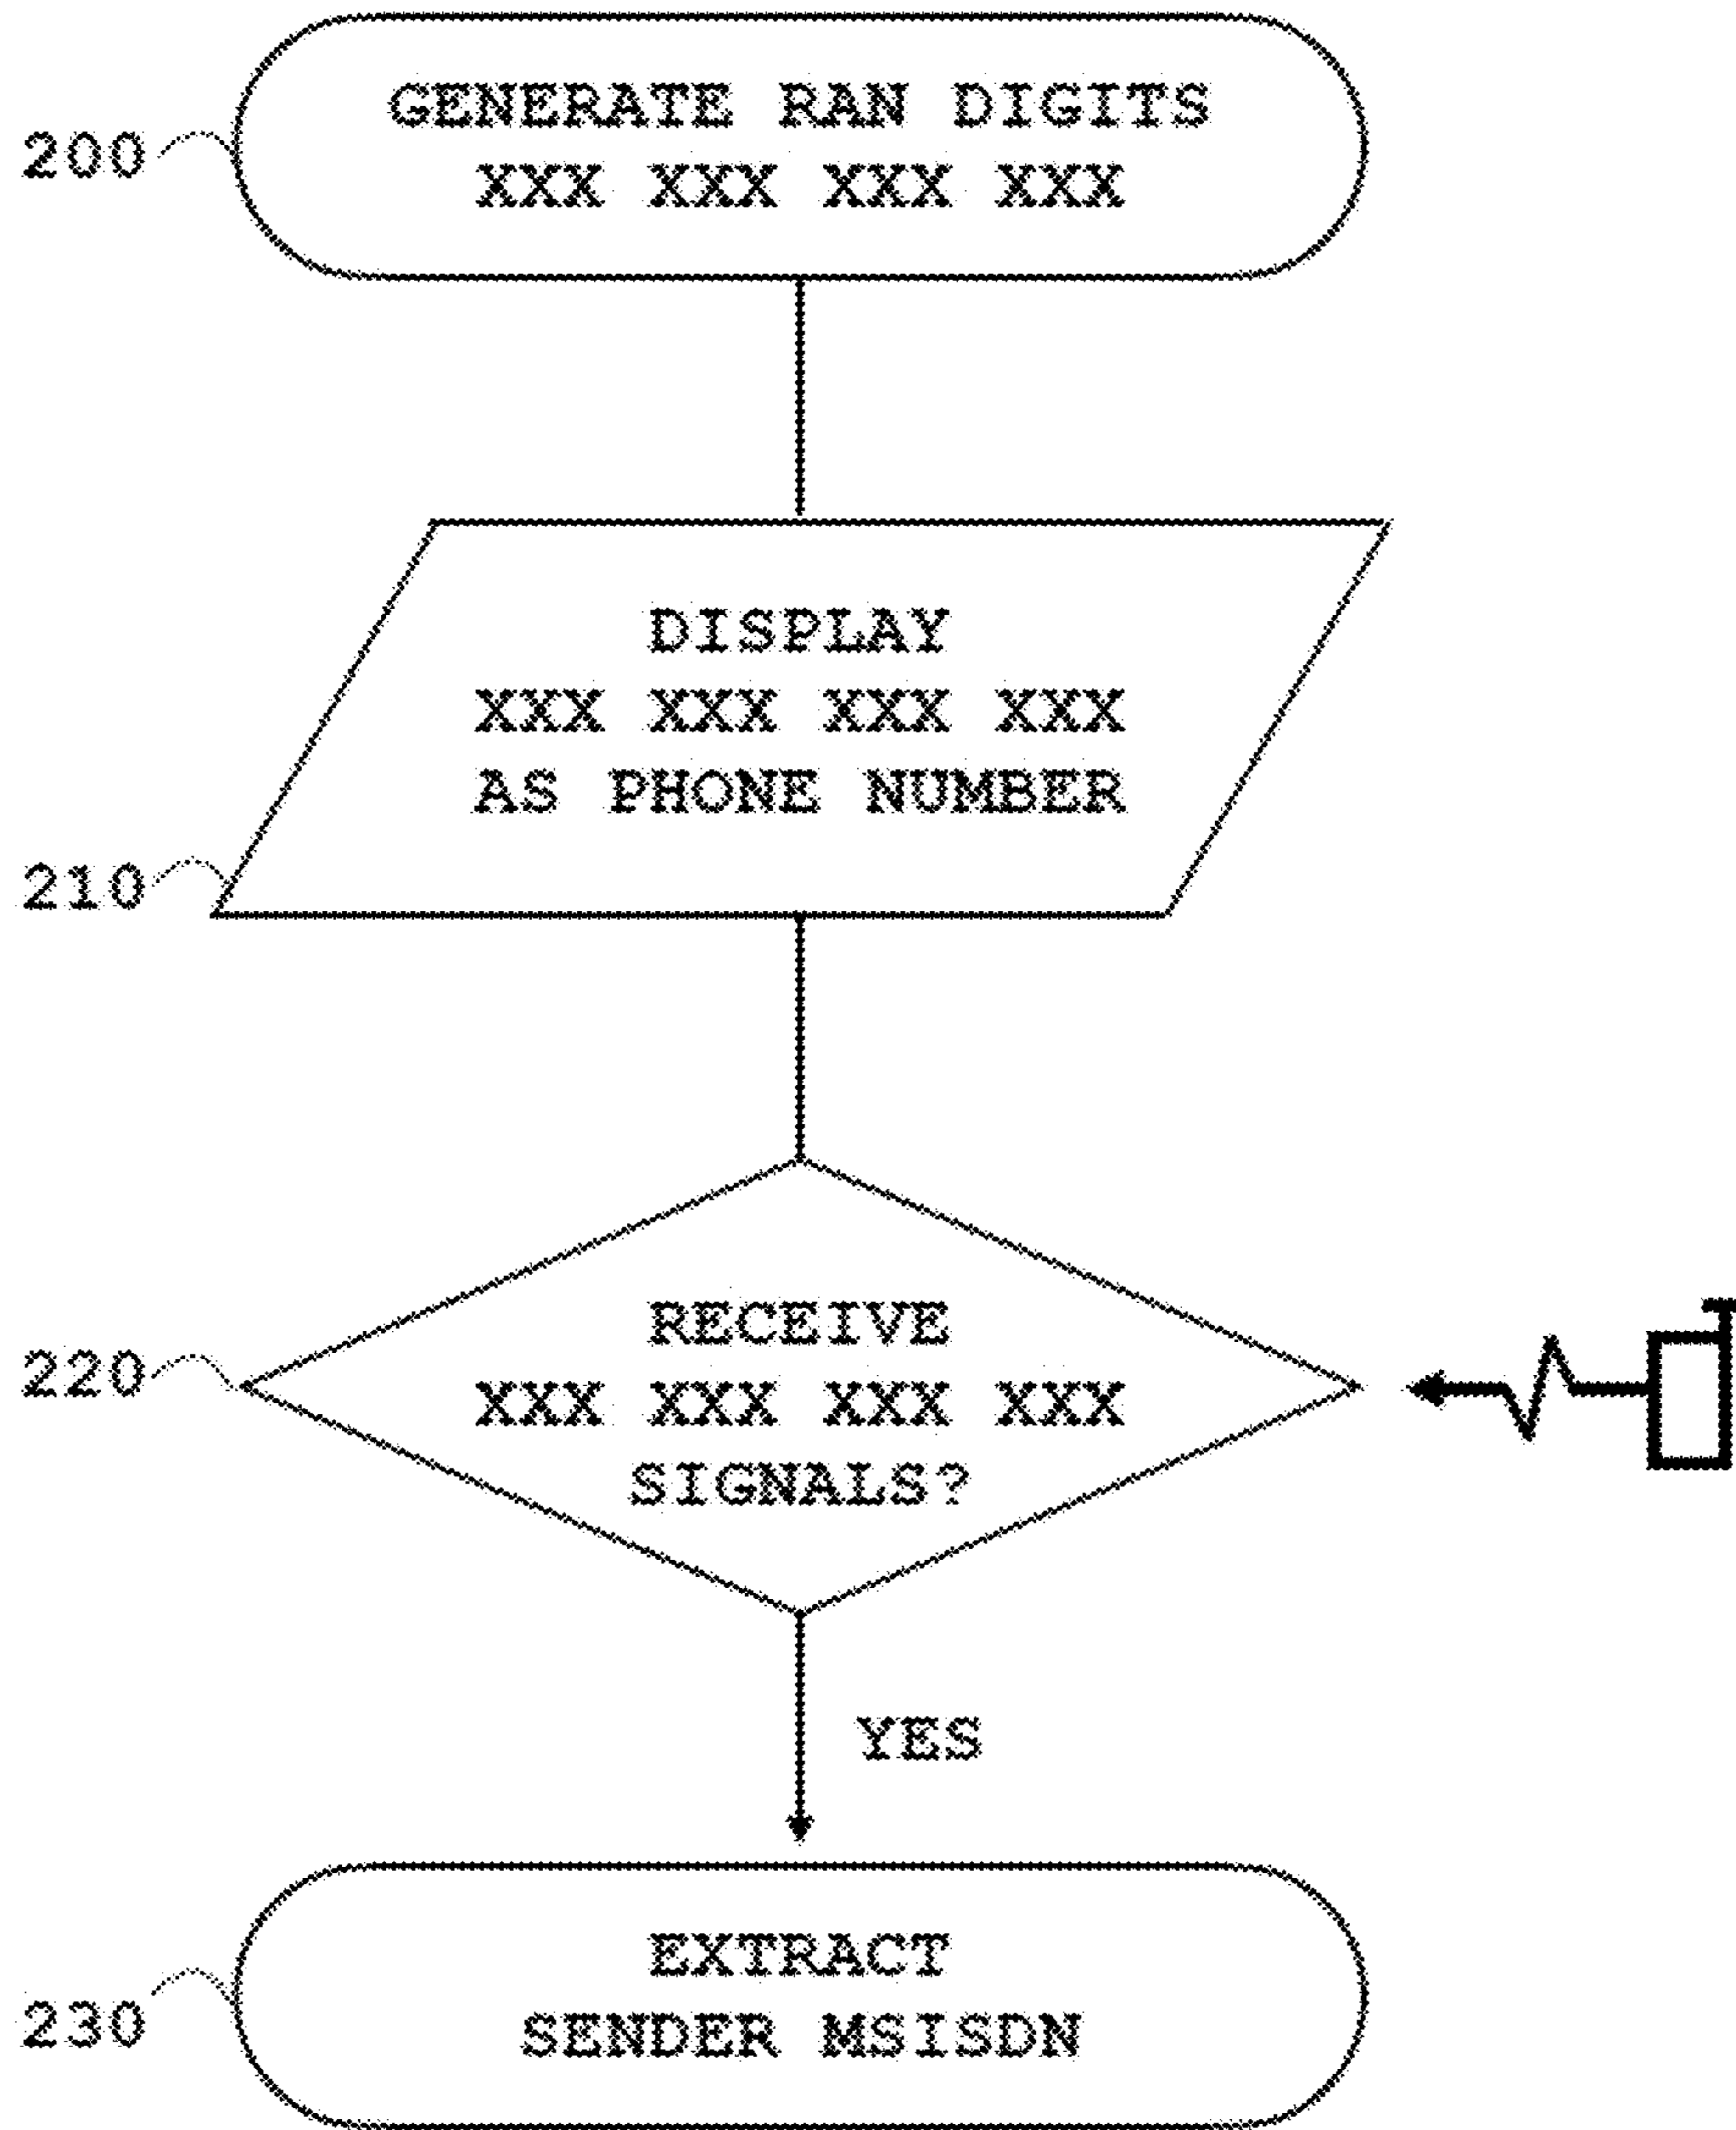 GENERATE RAN DIGITS
200
XXX XXX XXX XXX
DISPLAY
XXX XXX XXX XXX
AS PHONE NUMBER
210
RECEIVE
220
XXX XXX XXX XXX
SIGNALS?
YES
EXTRACT
230
SENDER MSISDN